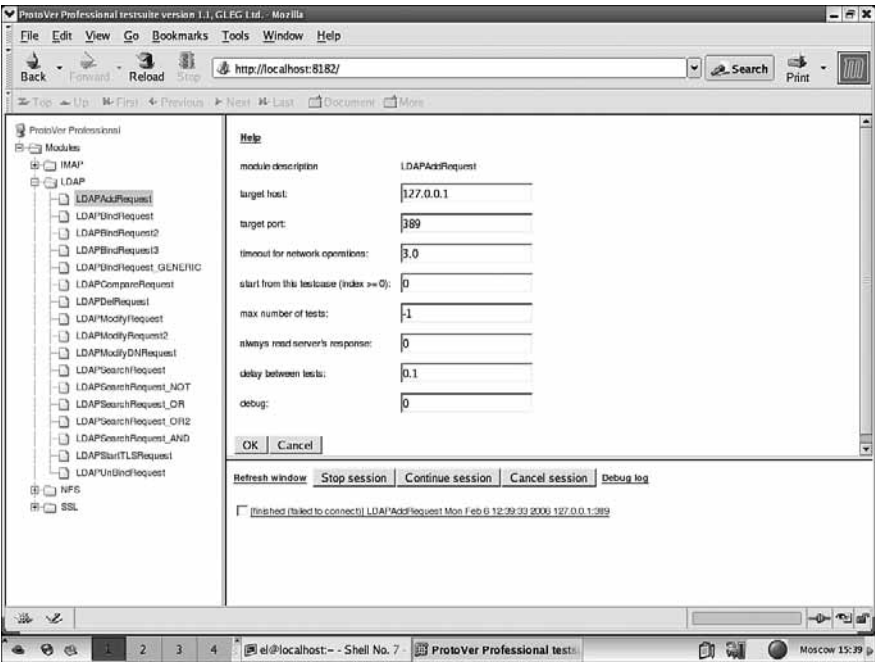 ProtoVer Professional testsuite version 1.1, GLEG Ltd. - Mozilla
File Edit View Go Bookmarks Tools Window Help
Back Forward Reload Stop http://localhost:8182/ Search Print
Top Up First Previous Next Last Document More
ProtoVer Professional
Modules
IMAP
LDAP
LDAPAddRequest
LDAPBindRequest
LDAPBindRequest2
LDAPBindRequest3
LDAPBindRequest_GENERIC
LDAPCompareRequest
LDAPDelRequest
LDAPModifyRequest
LDAPModifyRequest2
LDAPModifyDNRequest
LDAPSearchRequest
LDAPSearchRequest_NOT
LDAPSearchRequest_OR
LDAPSearchRequest_OR2
LDAPSearchRequest_AND
LDAPStartTLSRequest
LDAPUnBindRequest
NFS
SSL
Help
module description LDAPAddRequest
target host: 127.0.0.1
target port: 389
timeout for network operations: 3.0
start from this testcase (index >= 0): 0
max number of tests: -1
always read server's response: 0
delay between tests: 0.1
debug: 0
OK Cancel
Refresh window Stop session Continue session Cancel session Debug log
[finished (failed to connect)] LDAPAddRequest Mon Feb 6 12:39:33 2006 127.0.0.1:389
1 2 3 4 el@localhost:~ - Shell No. 7 - ProtoVer Professional tests Moscow 15:39